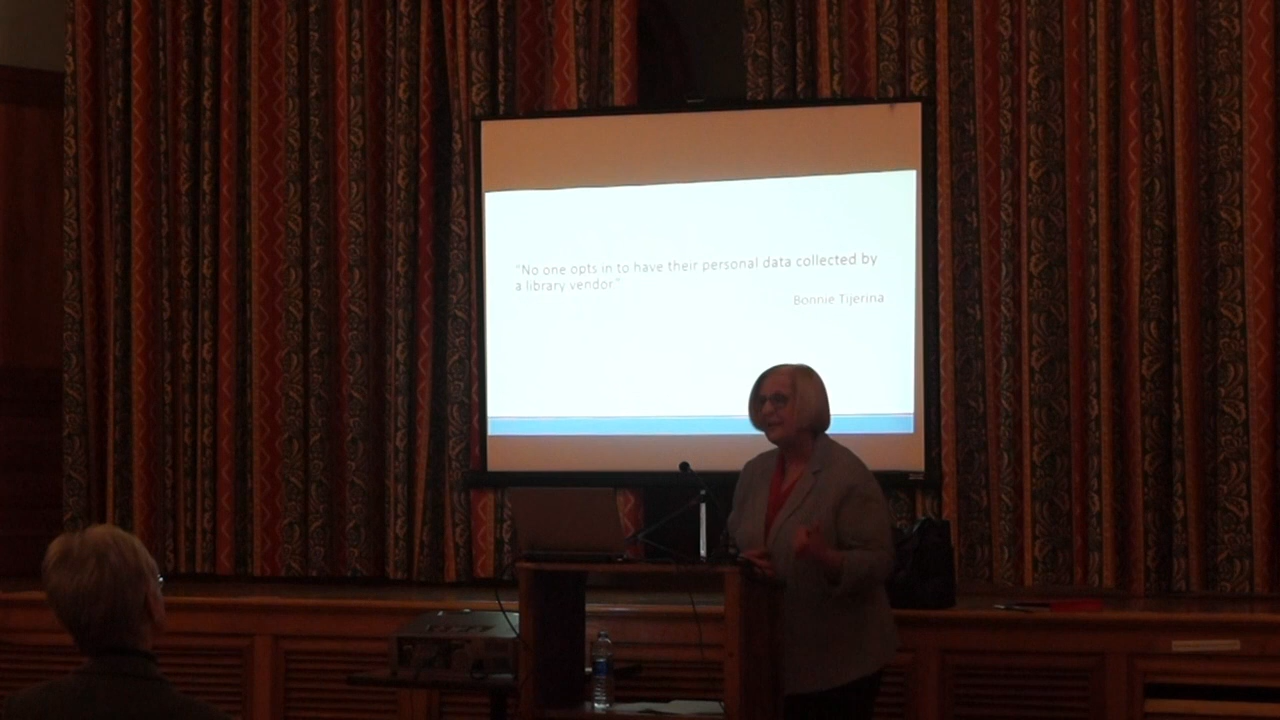 "No one opts in to have their personal data collected by
a library vendor"
Bonnie Tijerina